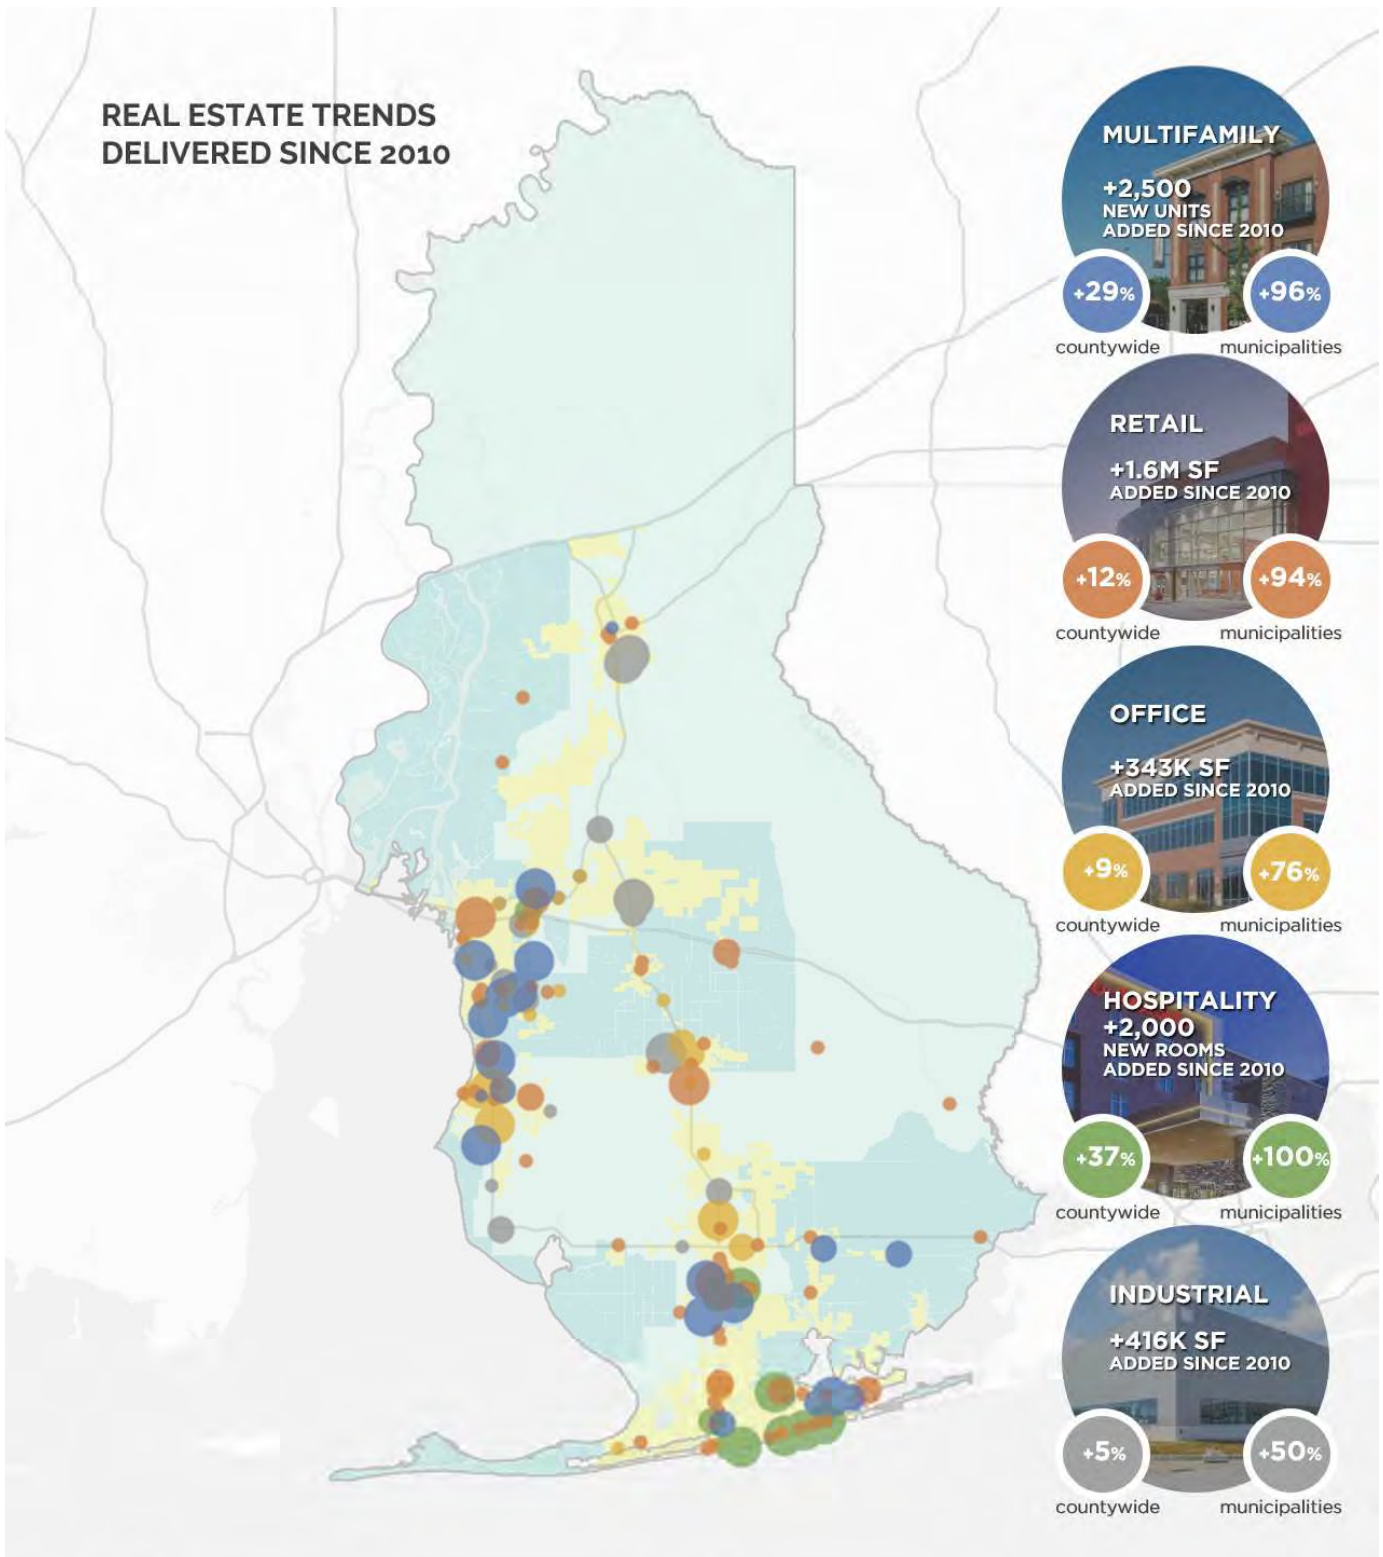 REAL ESTATE TRENDS
DELIVERED SINCE 2010
MULTIFAMILY
+2,500
NEW UNITS
ADDED SINCE 2010
+29%
+96%
countywide
municipalities
RETAIL
+1.6M SF
ADDED SINCE 2010
+12%
+94%
countywide
municipalities
OFFICE
+343K SF
ADDED SINCE 2010
+9%
+76%
countywide
municipalities
HOSPITALITY
+2,000
NEW ROOMS
ADDED SINCE 2010
+37%
+100%
countywide
municipalities
INDUSTRIAL
+416K SF
ADDED SINCE 2010
+5%
+50%
countywide
municipalities